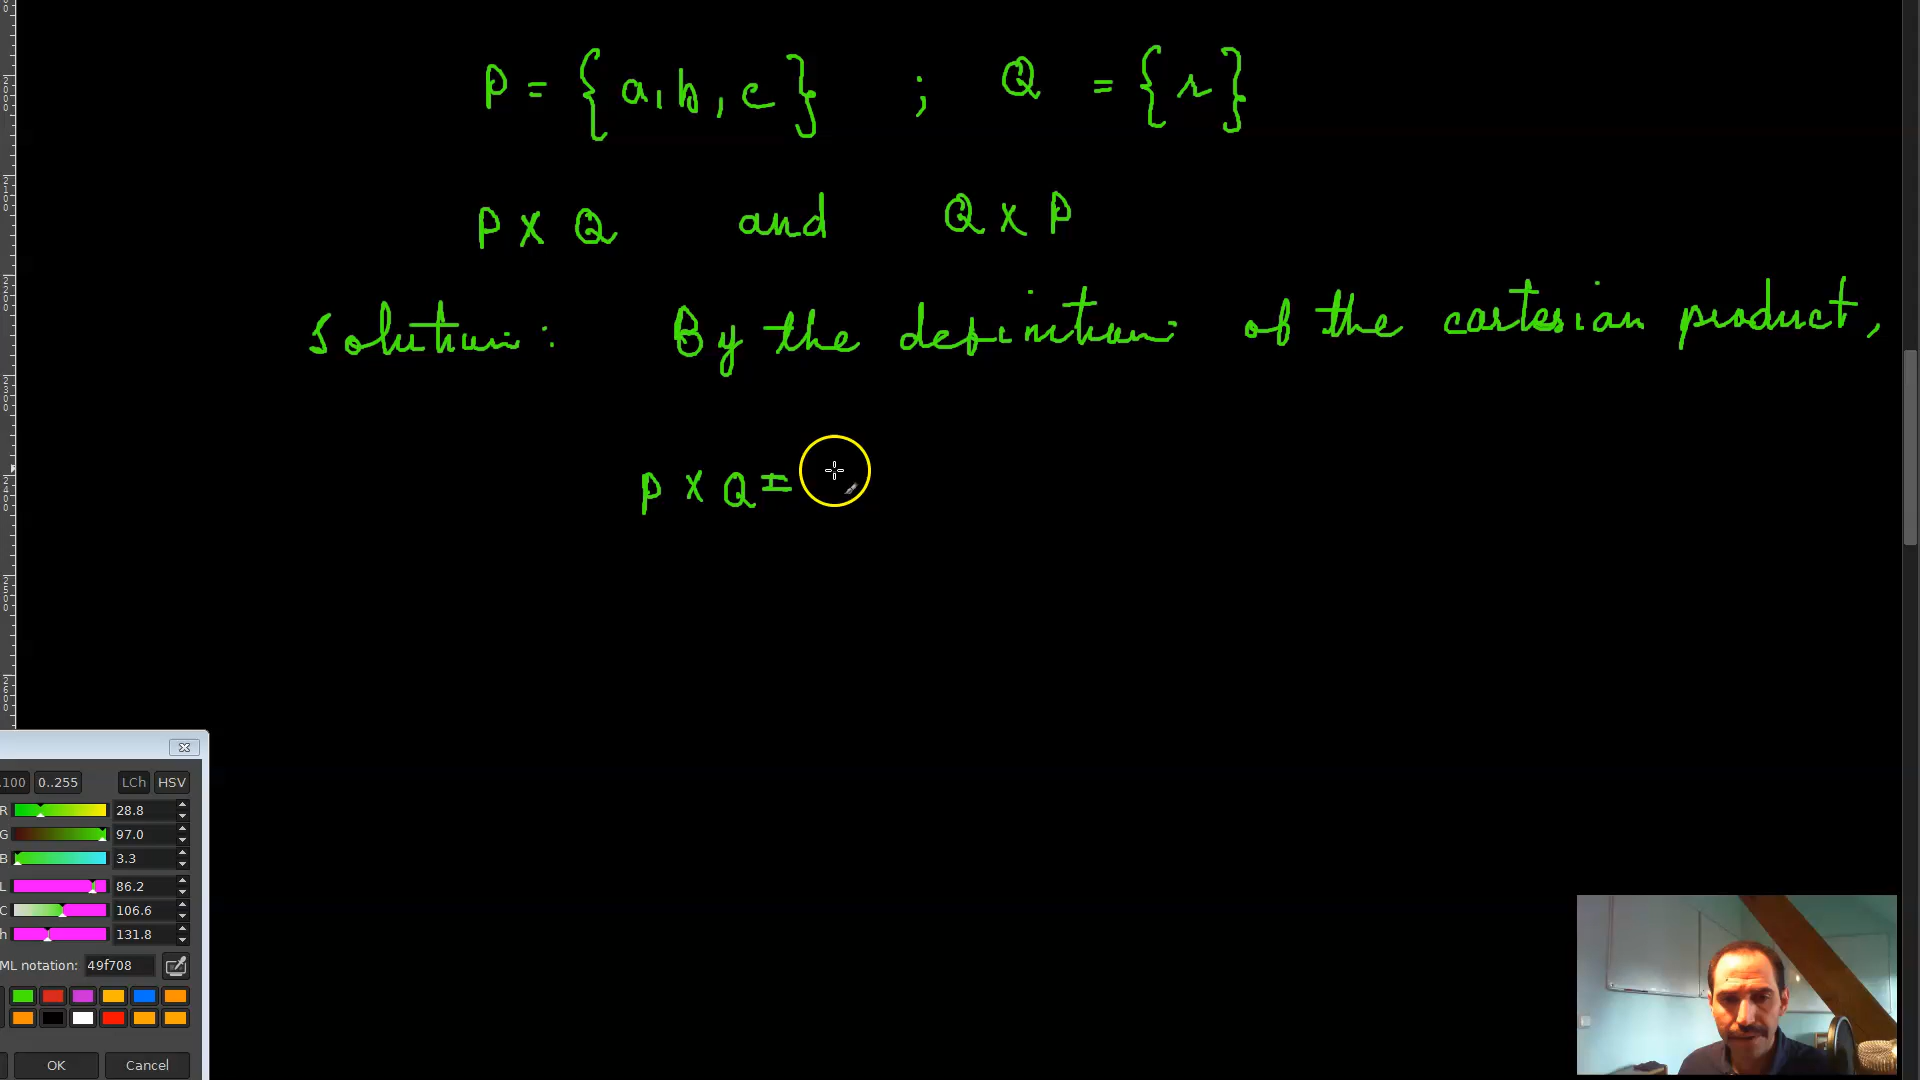 P = {a, b, c} ; Q = {r}
P X Q and Q X P
Solution: By the definition of the cartesian product,
P X Q =
.100 0..255 LCh HSV
R 28.8
G 97.0
B 3.3
L 86.2
C 106.6
h 131.8
ML notation: 49f708
OK Cancel